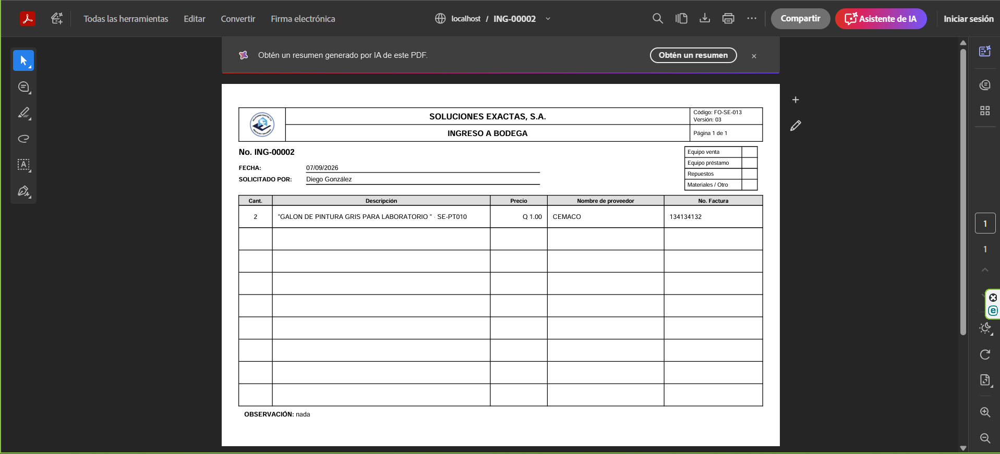 Todas las herramientas Editar Convertir Firma electrónica localhost / ING-00002 Compartir Asistente de IA Iniciar sesión
Obtén un resumen generado por IA de este PDF. Obtén un resumen
SOLUCIONES EXACTAS, S.A.
Código: FO-SE-013
Versión: 03
INGRESO A BODEGA
Página 1 de 1
No. ING-00002
Equipo venta
Equipo préstamo
Repuestos
Materiales / Otro
FECHA: 07/09/2026
SOLICITADO POR: Diego González
Cant. Descripción Precio Nombre de proveedor No. Factura
2 "GALON DE PINTURA GRIS PARA LABORATORIO " · SE-PT010 Q 1.00 CEMACO 134134132
OBSERVACIÓN: nada
1
1